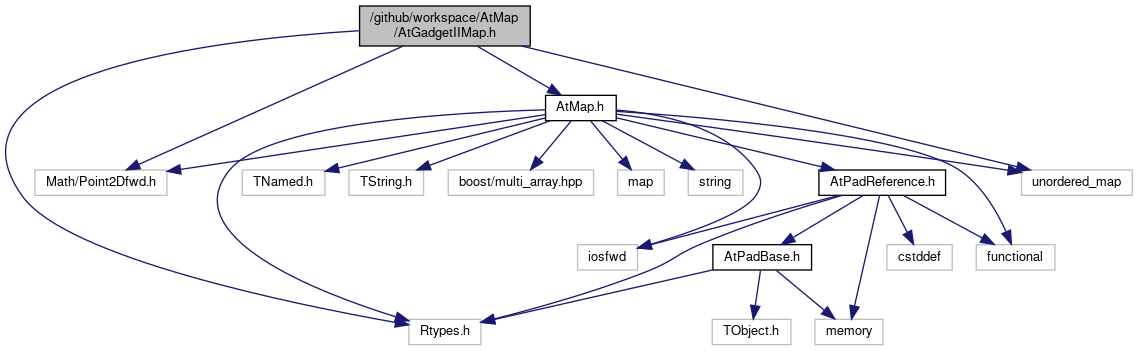 /github/workspace/AtMap
/AtGadgetIIMap.h
AtMap.h
Math/Point2Dfwd.h
TNamed.h
TString.h
boost/multi_array.hpp
map
string
AtPadReference.h
unordered_map
iosfwd
AtPadBase.h
cstddef
functional
Rtypes.h
TObject.h
memory